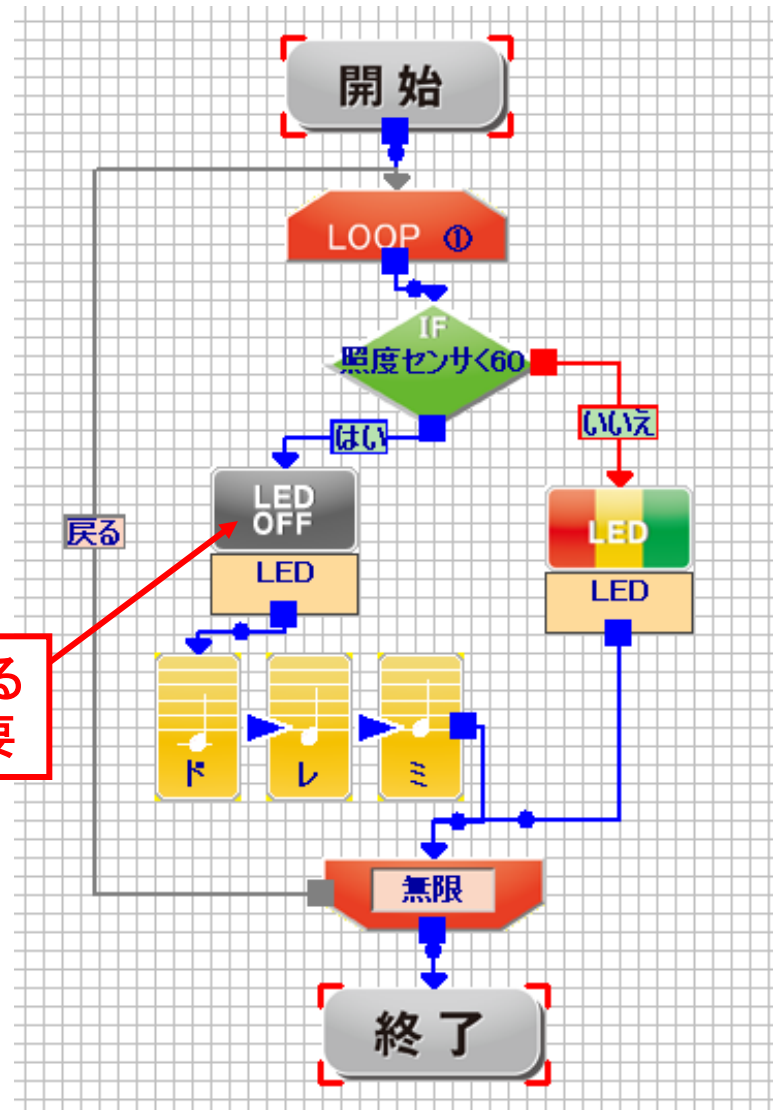 開始
LOOP ①
IF
照度センサ<60
はい
いいえ
戻る
LED
OFF
LED
LED
LED
る
要
ド
レ
ミ
無限
終了